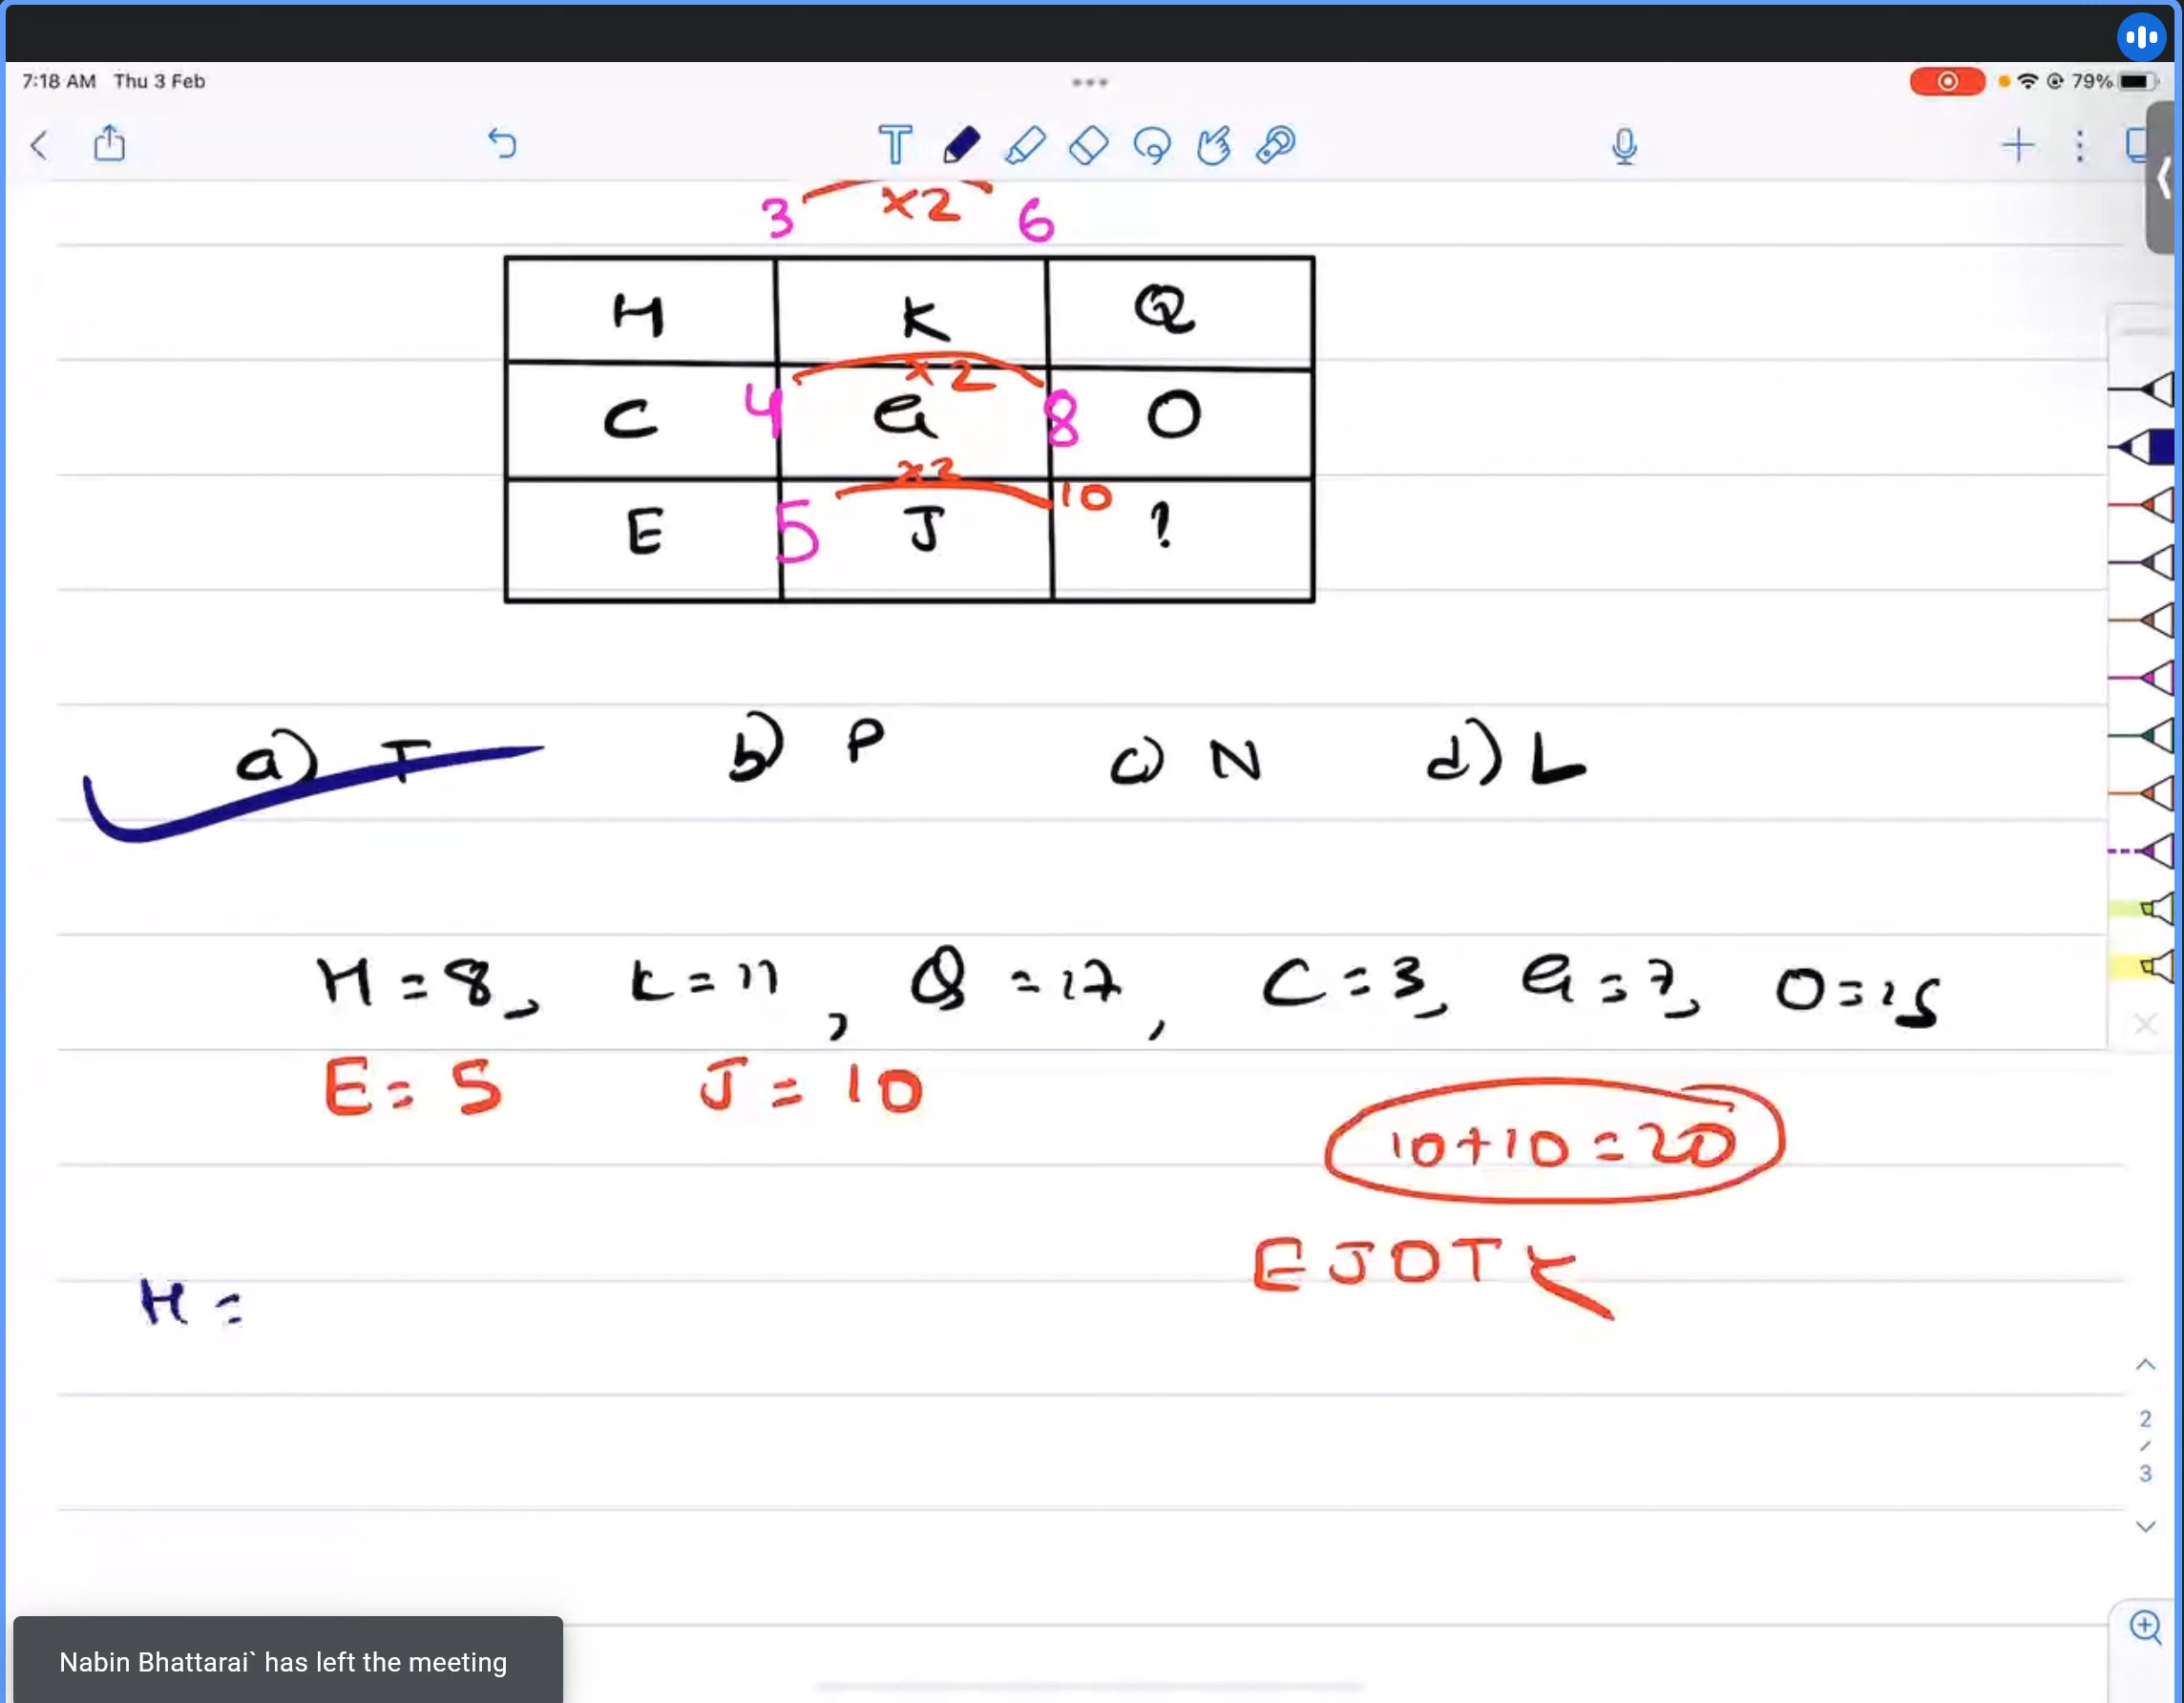 7:18 AM Thu 3 Feb
79%
3 ×2 6
H K Q
×2
C 4 G 8 O
×2
E 5 J 10 ?
a) T b) P c) N d) L
H = 8, K = 11, Q = 17, C = 3, G = 7, O = 15
E = 5 J = 10
10+10 = 20
E J O T Y
H =
2
/
3
Nabin Bhattarai` has left the meeting